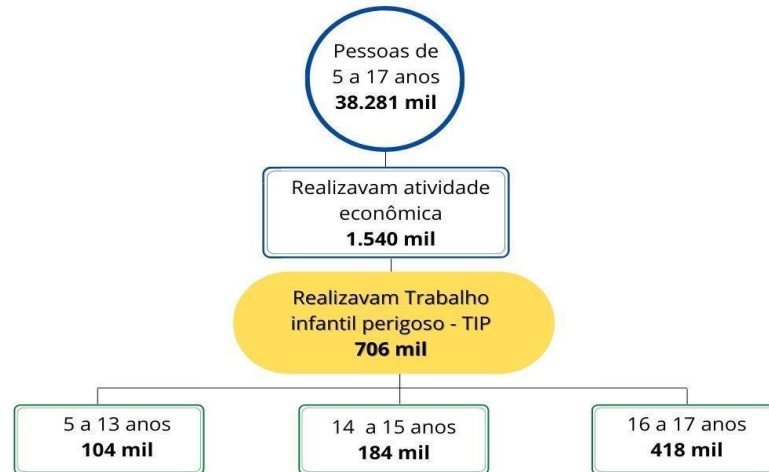 Pessoas de
5 a 17 anos
38.281 mil
Realizavam atividade
econômica
1.540 mil
Realizavam Trabalho
infantil perigoso - TIP
706 mil
5 a 13 anos
104 mil
14 a 15 anos
184 mil
16 a 17 anos
418 mil